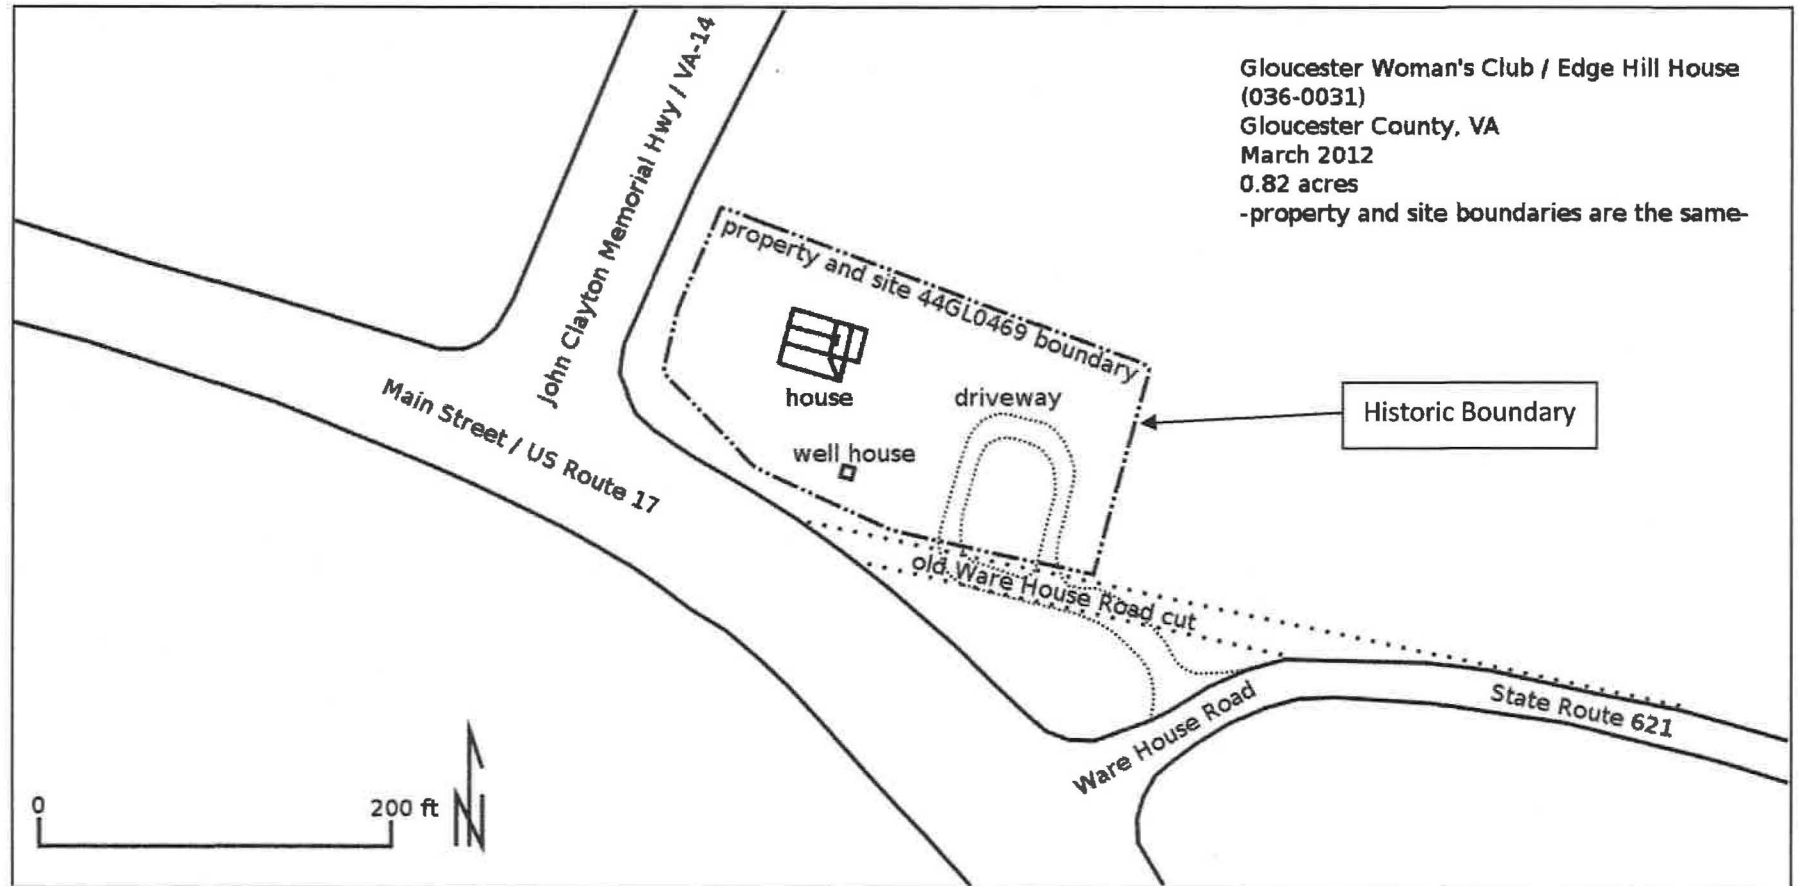 Gloucester Woman's Club / Edge Hill House
(036-0031)
Gloucester County, VA
March 2012
0.82 acres
-property and site boundaries are the same-
John Clayton Memorial Hwy / VA-14
property and site 44GL0469 boundary
house
driveway
Historic Boundary
Main Street / US Route 17
well house
old Ware House Road cut
Ware House Road
State Route 621
0
200 ft
N